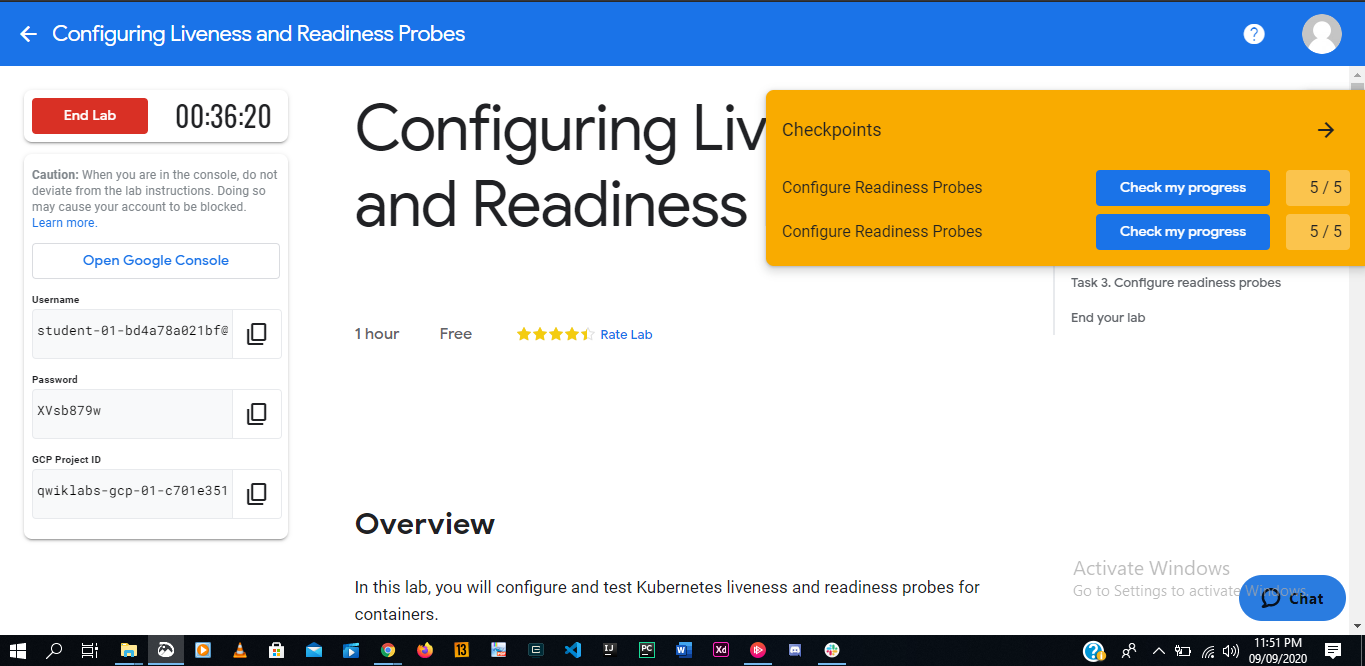 Configuring Liveness and Readiness Probes
?
End Lab
00:36:20
Caution: When you are in the console, do not
deviate from the lab instructions. Doing so
may cause your account to be blocked.
Learn more.
Open Google Console
Username
student-01-bd4a78a021bf@
Password
XVsb879w
GCP Project ID
qwiklabs-gcp-01-c701e351
Configuring Liv
and Readiness
1 hour
Free
Rate Lab
Checkpoints
Configure Readiness Probes
Check my progress
5 / 5
Configure Readiness Probes
Check my progress
5 / 5
Task 3. Configure readiness probes
End your lab
Overview
In this lab, you will configure and test Kubernetes liveness and readiness probes for
containers.
Activate Windows
Go to Settings to activate Windows.
Chat
13
E
IJ
PC
W
Xd
?
11:51 PM
09/09/2020